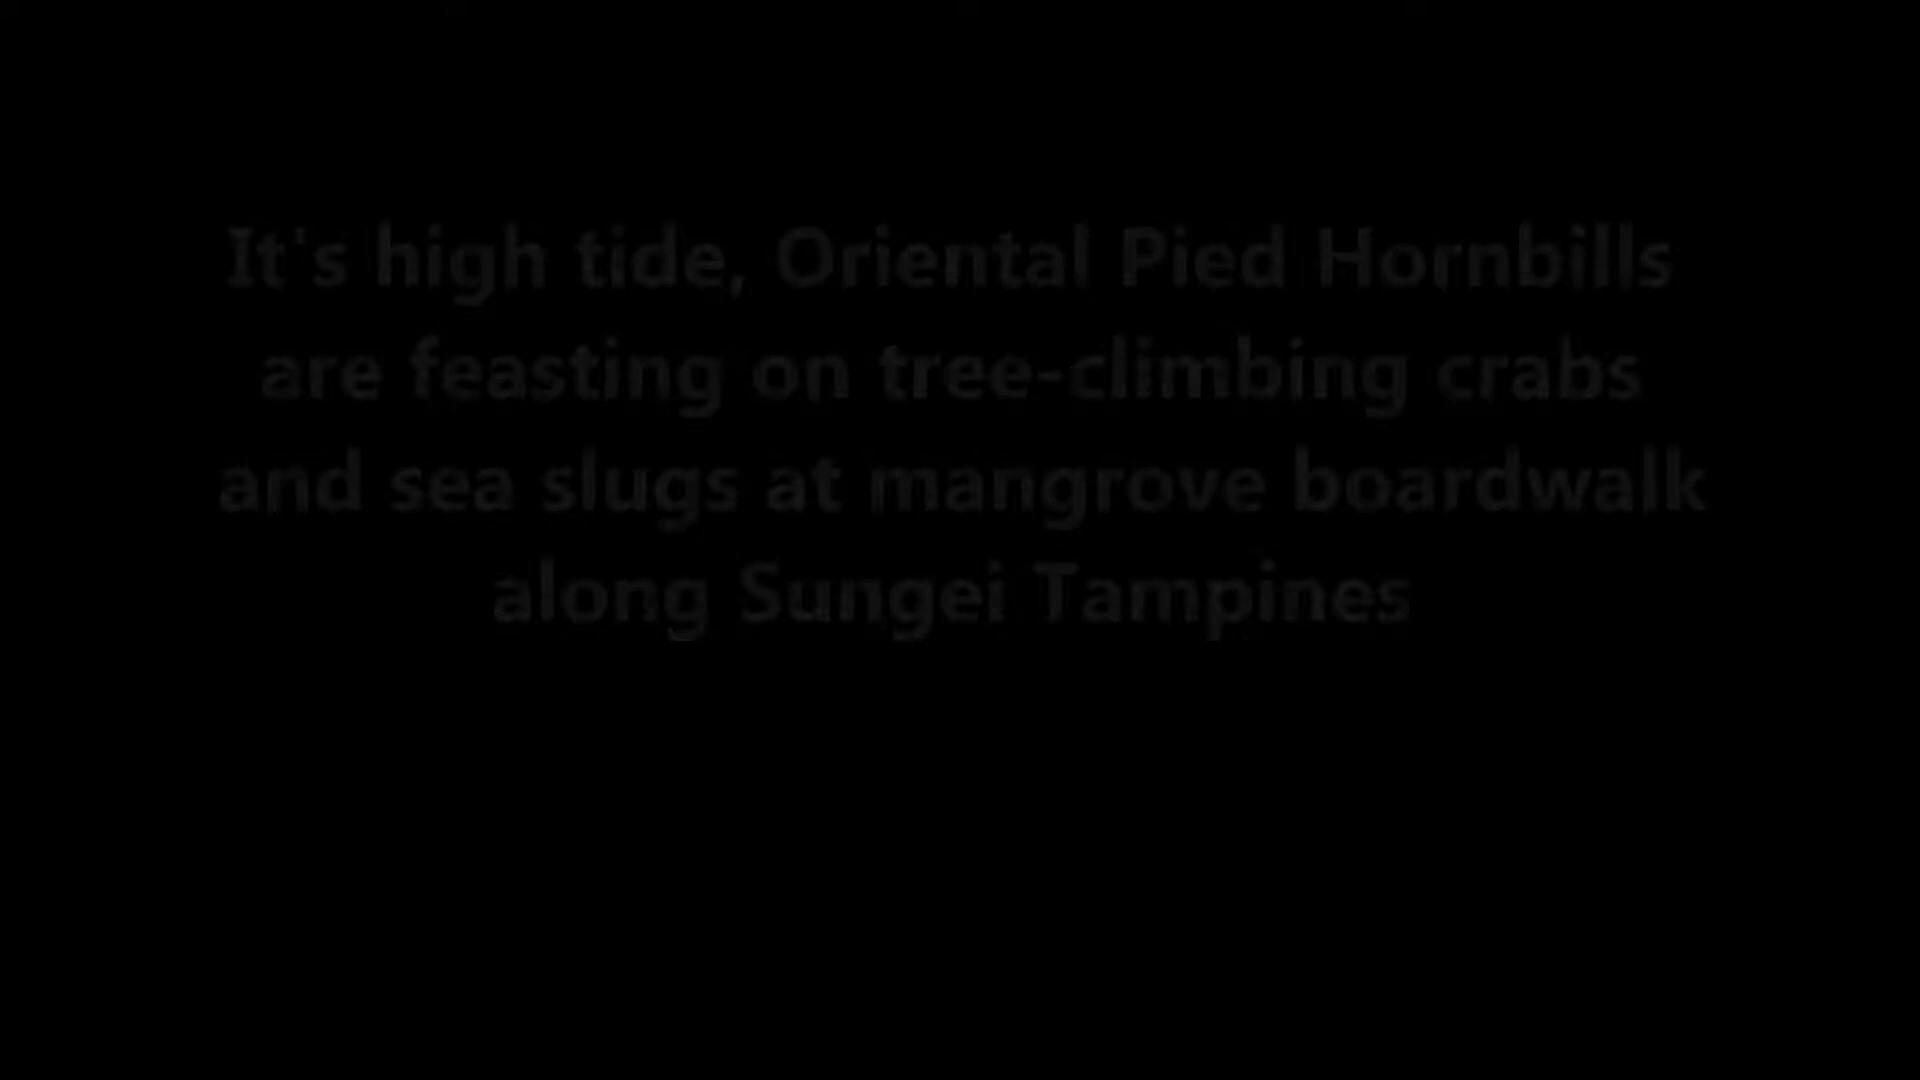 It's high tide, Oriental Pied Hornbills
are feasting on tree-climbing crabs
and sea slugs at mangrove boardwalk
along Sungei Tampines